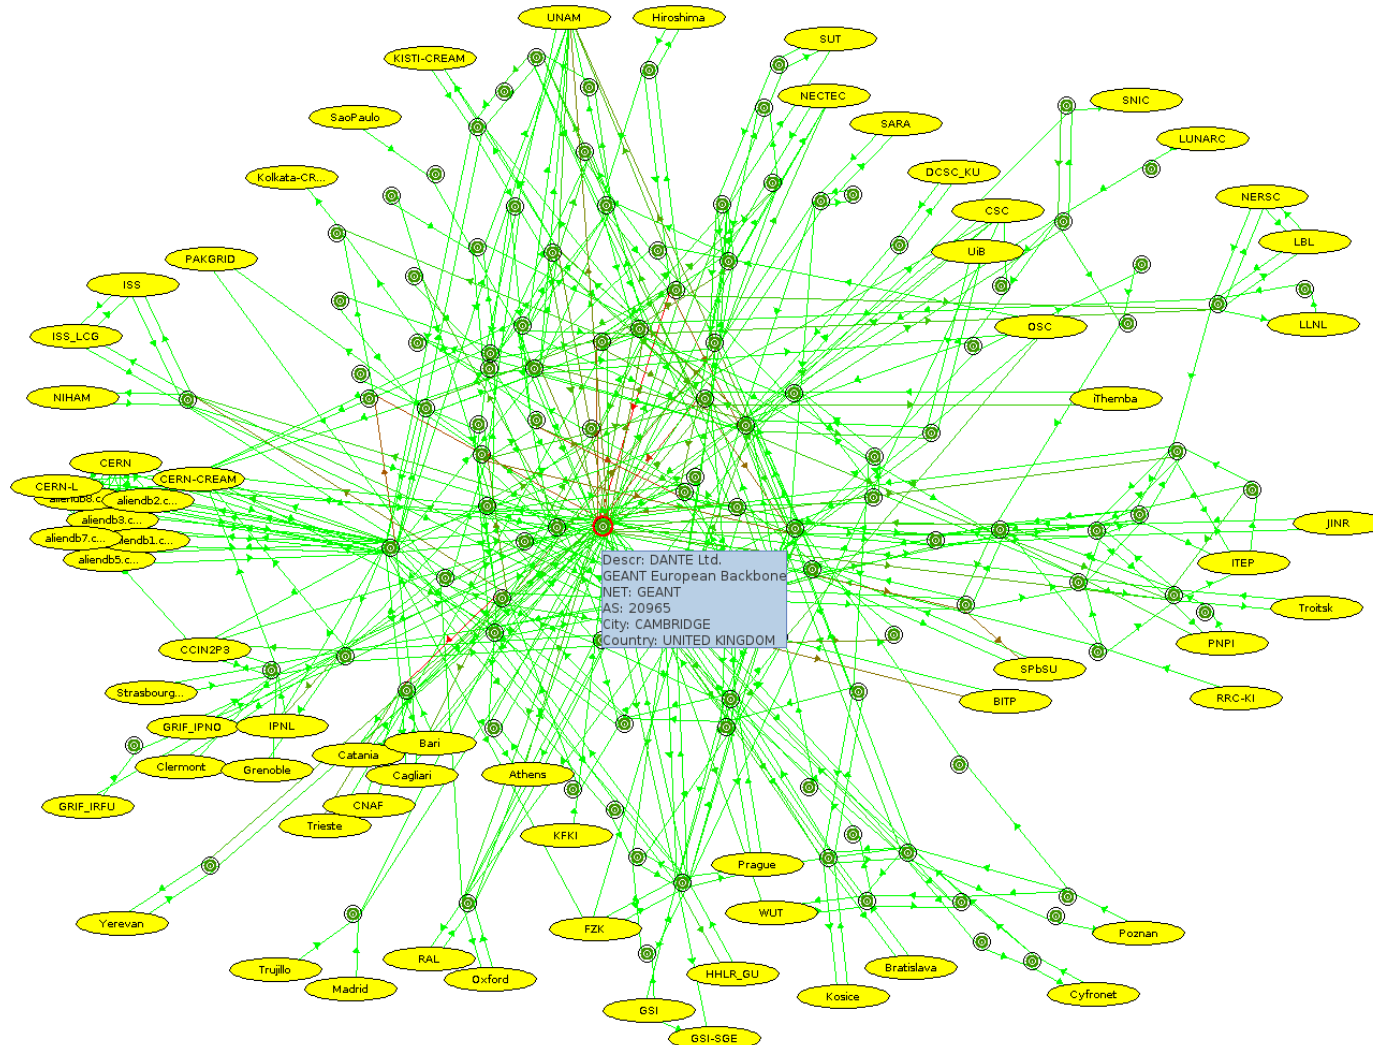 UNAM
Hiroshima
SUT
KISTI-CREAM
NECTEC
SNIC
SaoPaulo
SARA
LUNARC
Kolkata-CR...
DCSC_KU
NERSC
CSC
LBL
UiB
PAKGRID
ISS
OSC
LLNL
ISS_LCG
NIHAM
iThemba
CERN
CERN-CREAM
CERN-L
aliendb8.c...
aliendb2.c...
aliendb3.c...
JINR
aliendb7.c...
endb1.c...
aliendb5.c...
Descr: DANTE Ltd.
GEANT European Backbone
NET: GEANT
AS: 20965
City: CAMBRIDGE
Country: UNITED KINGDOM
ITEP
Troitsk
PNPI
CCIN2P3
SPbSU
Strasbourg...
BITP
RRC-KI
GRIF_IPNO
IPNL
Bari
Catania
Clermont
Grenoble
Cagliari
Athens
GRIF_IRFU
CNAF
Trieste
KFKI
Prague
WUT
Yerevan
FZK
Poznan
RAL
Trujillo
Oxford
Madrid
HHLR_GU
Bratislava
Kosice
Cyfronet
GSI
GSI-SGE